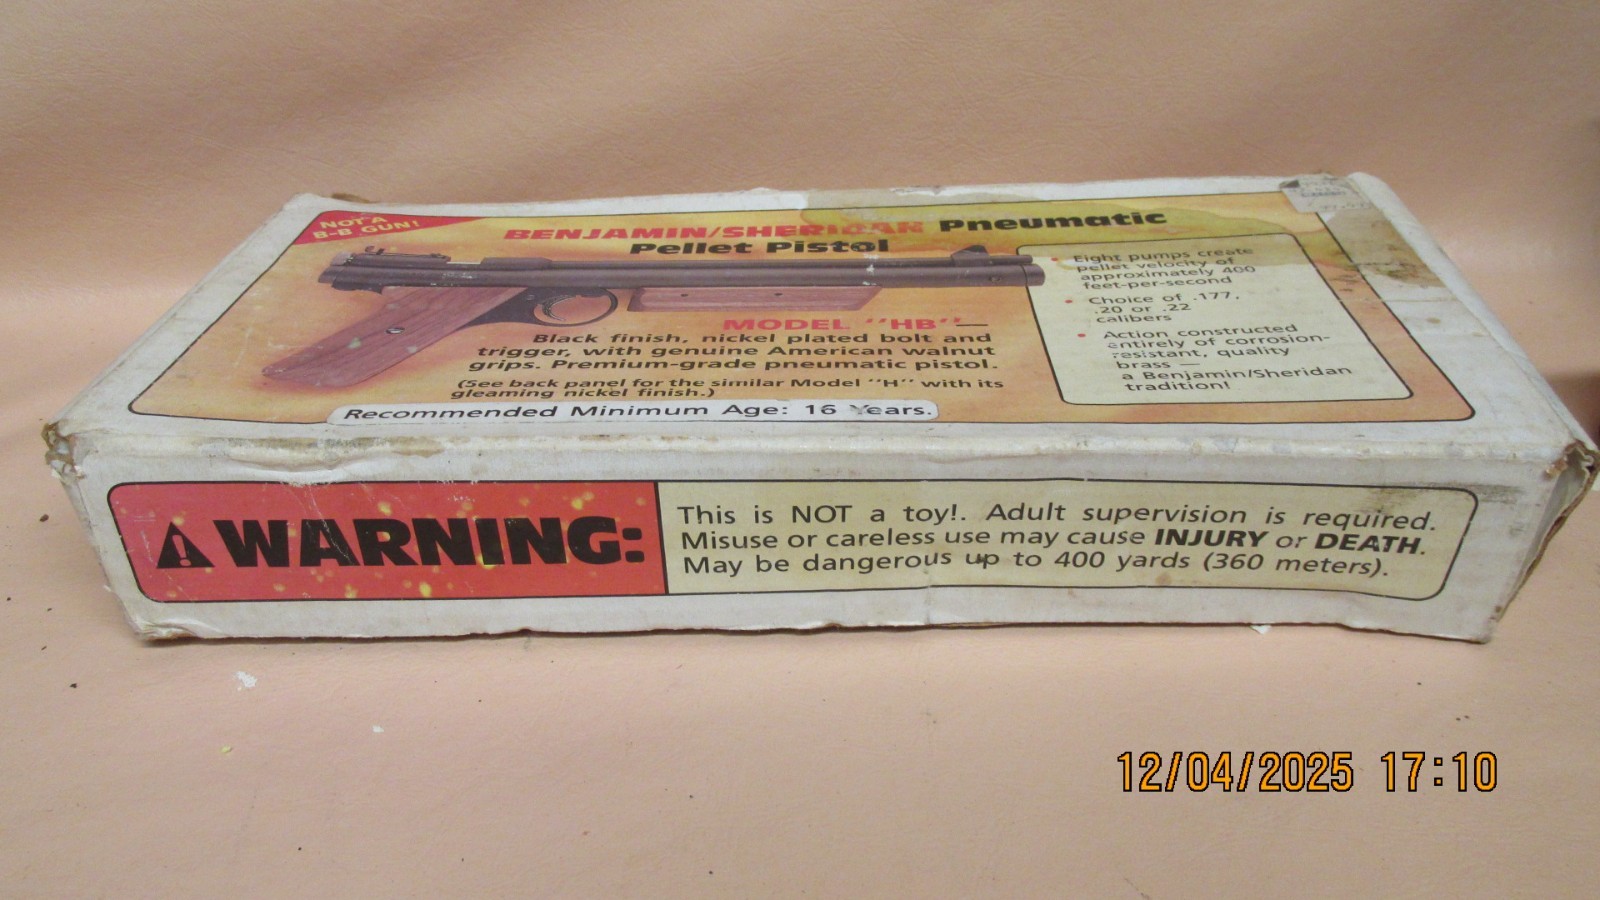 NOT A
B-B GUN!
BENJAMIN/SHERIDAN Pneumatic
Pellet Pistol
MODEL "HB"—
Black finish, nickel plated bolt and
trigger, with genuine American walnut
grips. Premium-grade pneumatic pistol.
(See back panel for the similar Model "H" with its
gleaming nickel finish.)
Recommended Minimum Age: 16 Years.
• Eight pumps create
pellet velocity of
approximately 400
feet-per-second
• Choice of .177,
.20 or .22
calibers
• Action constructed
entirely of corrosion-
resistant, quality
brass —
a Benjamin/Sheridan
tradition!
WARNING:
This is NOT a toy!. Adult supervision is required.
Misuse or careless use may cause INJURY or DEATH.
May be dangerous up to 400 yards (360 meters).
12/04/2025 17:10